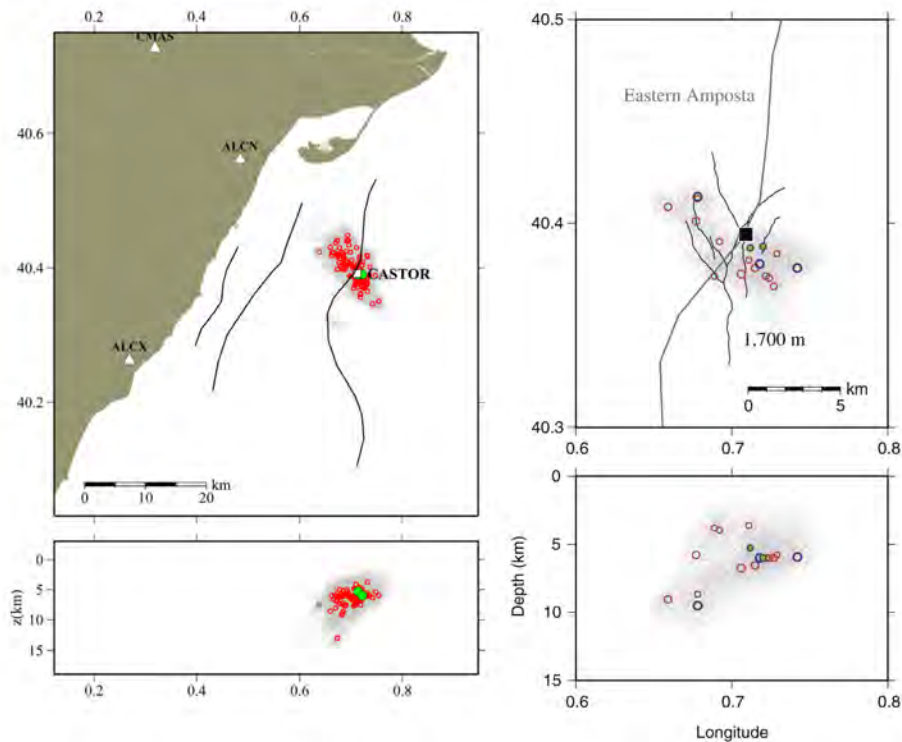 0.2 0.4 0.6 0.8
CMAS
40.6
ALCN
40.4
CASTOR
ALCX
40.2
km
0 10 20
0
5
10
15
z(km)
0.2 0.4 0.6 0.8
40.5
Eastern Amposta
40.4
1,700 m
km
0 5
40.3
0.6 0.7 0.8
0
5
10
15
Depth (km)
0.6 0.7 0.8
Longitude